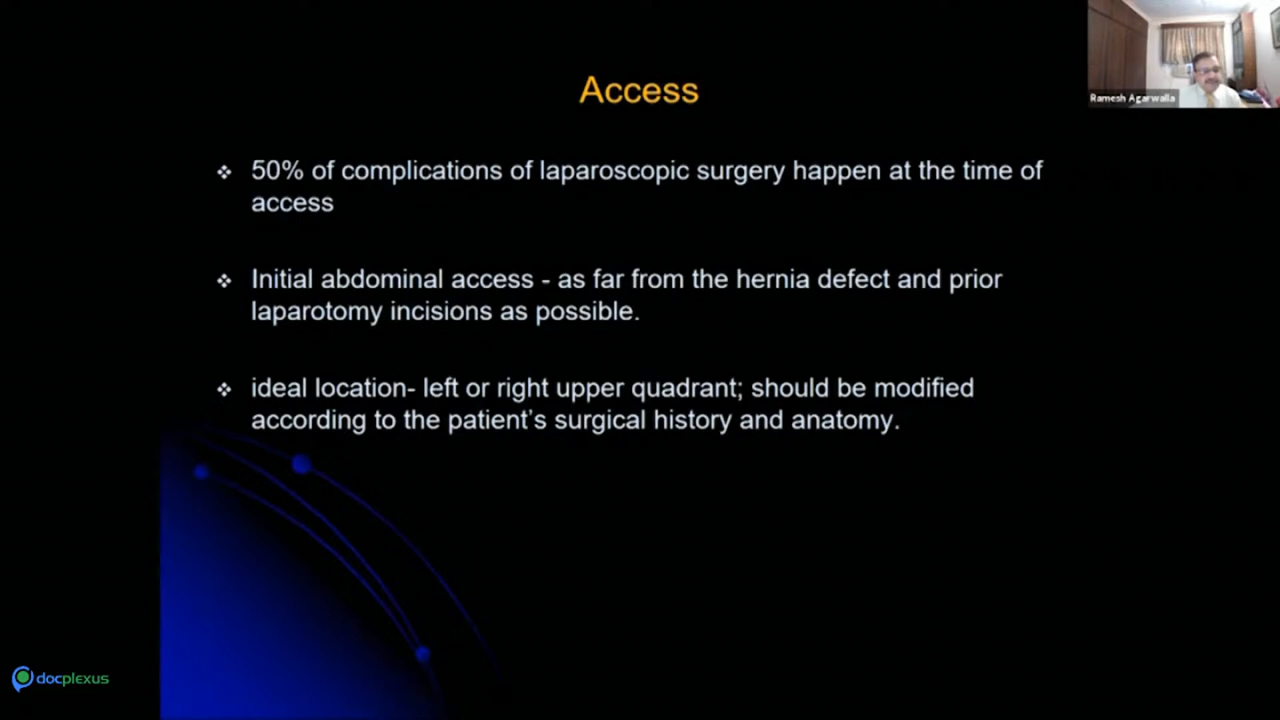 Access
Ramesh Agarwalla
❖ 50% of complications of laparoscopic surgery happen at the time of
access
❖ Initial abdominal access - as far from the hernia defect and prior
laparotomy incisions as possible.
❖ ideal location- left or right upper quadrant; should be modified
according to the patient’s surgical history and anatomy.
docplexus